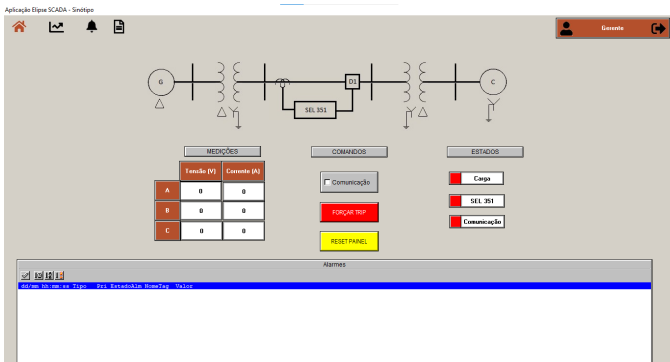 Aplicação Elipse SCADA - Sinótipo
Gerente
G
D1
C
SEL 351
MEDIÇÕES
COMANDOS
ESTADOS
Tensão (V) Corrente (A)
A 0 0
B 0 0
C 0 0
Comunicação
FORÇAR TRIP
RESET PAINEL
Carga
SEL 351
Comunicação
Alarmes
dd/mm hh:mm:ss Tipo Pri EstadoAlm NomeTag Valor